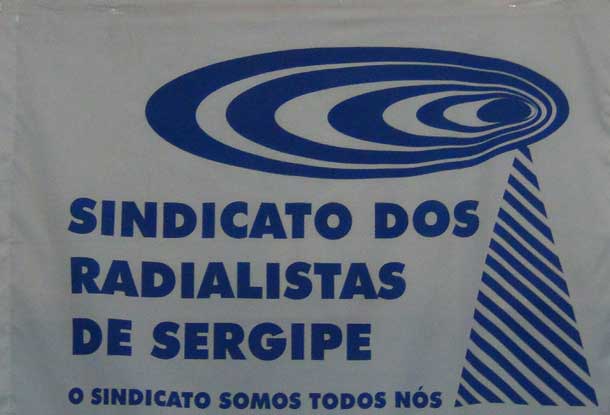 SINDICATO DOS
RADIALISTAS
DE SERGIPE
O SINDICATO SOMOS TODOS NÓS